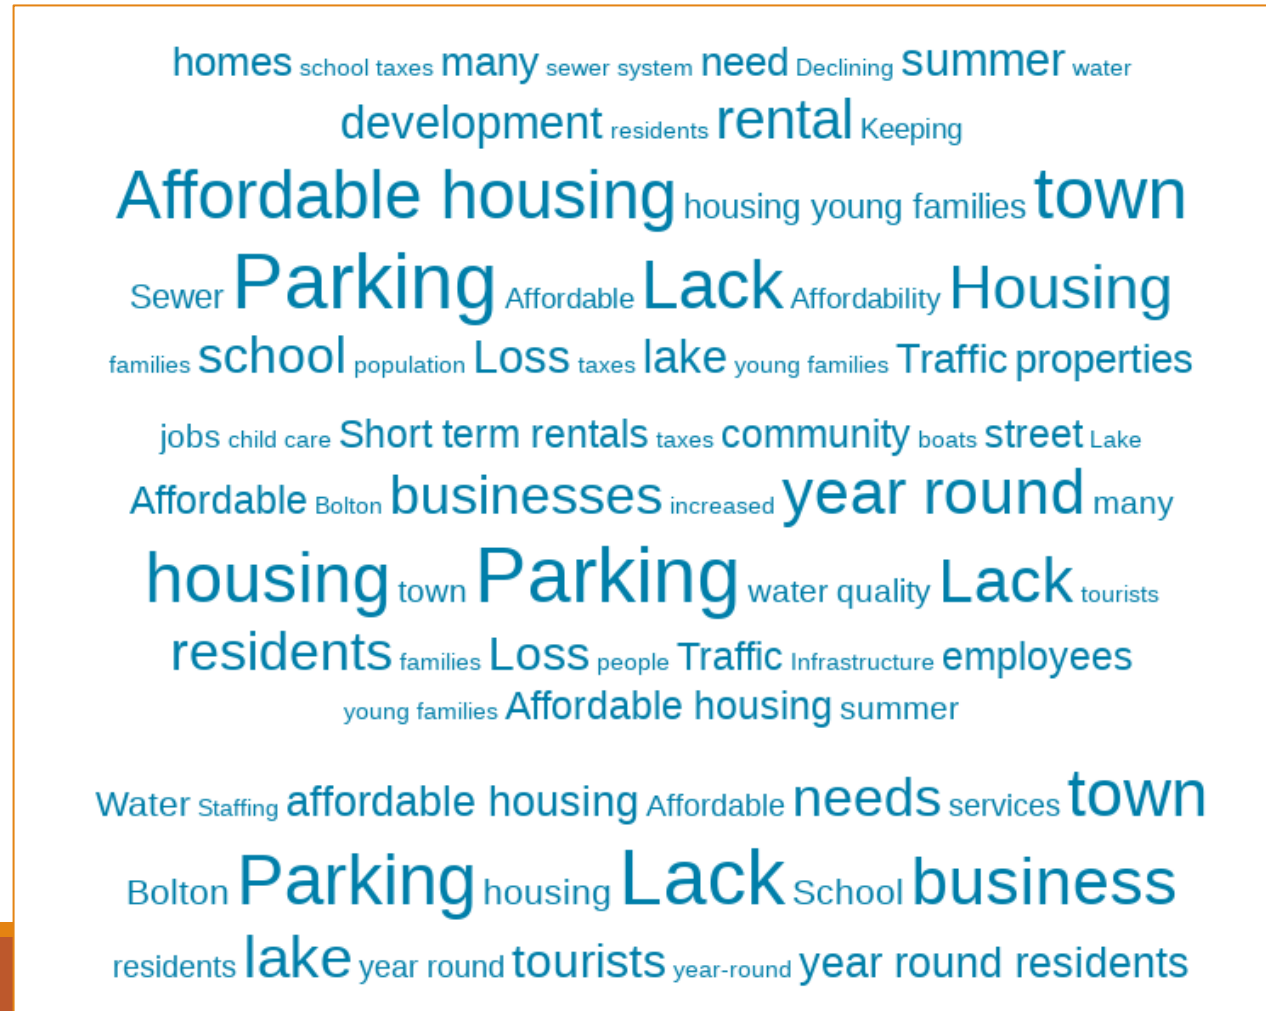 homes school taxes many sewer system need Declining summer water
development residents rental Keeping
Affordable housing housing young families town
Sewer Parking Affordable Lack Affordability Housing
families school population Loss taxes lake young families Traffic properties
jobs child care Short term rentals taxes community boats street Lake
Affordable Bolton businesses increased year round many
housing town Parking water quality Lack tourists
residents families Loss people Traffic Infrastructure employees
young families Affordable housing summer
Water Staffing affordable housing Affordable needs services town
Bolton Parking housing Lack School business
residents lake year round tourists year-round year round residents